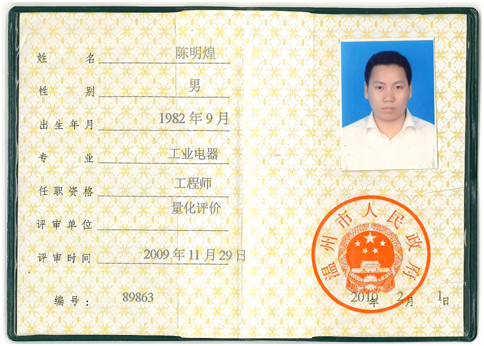 姓 名 陈明煌
性 别 男
出生年月 1982年9月
专 业 工业电器
任职资格 工程师
评审单位 量化评价
评审时间 2009年11月29日
编号: 89863
温州市人民政府
2010年2月1日